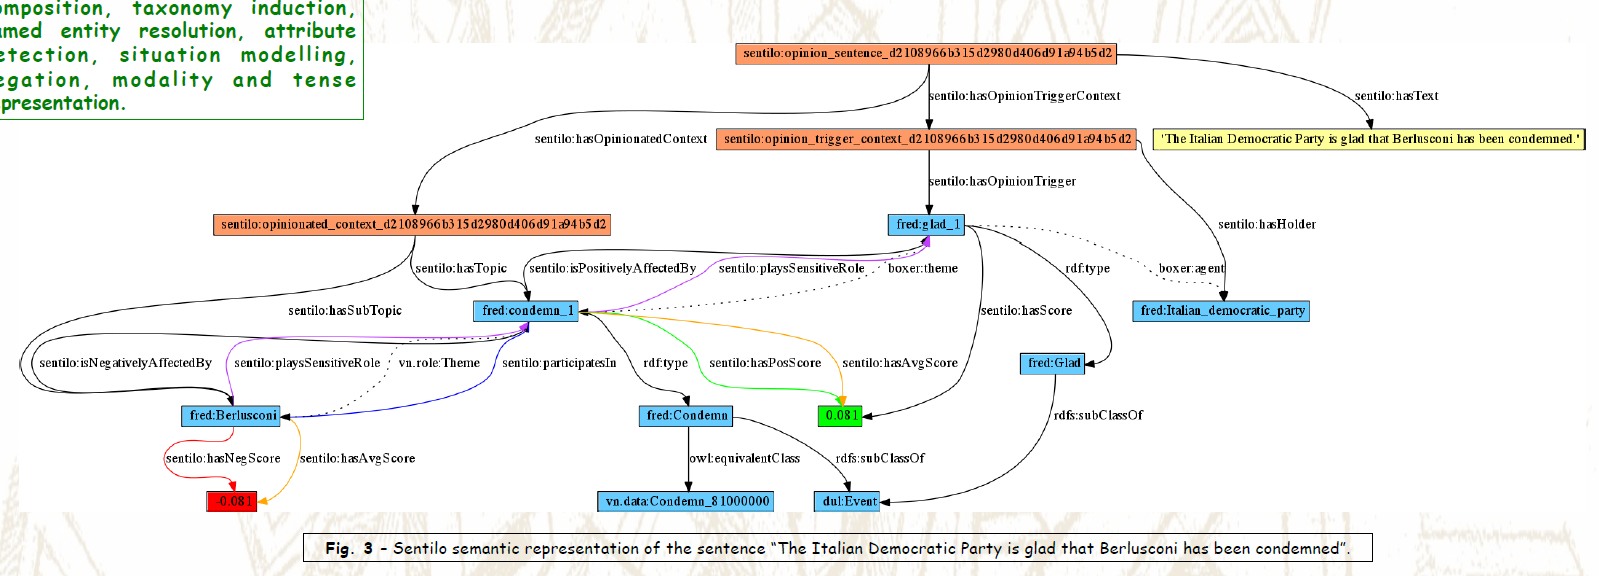 omposition, taxonomy induction,
amed entity resolution, attribute
etection, situation modelling,
egation, modality and tense
presentation.
sentilo:opinion_sentence_d2108966b315d2980d406d91a94b5d2
sentilo:hasOpinionTriggerContext
sentilo:hasText
sentilo:hasOpinionatedContext
sentilo:opinion_trigger_context_d2108966b315d2980d406d91a94b5d2
'The Italian Democratic Party is glad that Berlusconi has been condemned.'
sentilo:hasOpinionTrigger
sentilo:opinionated_context_d2108966b315d2980d406d91a94b5d2
fred:glad_1
sentilo:hasHolder
sentilo:hasTopic
sentilo:isPositivelyAffectedBy
sentilo:playsSensitiveRole
boxer:theme
rdf:type
boxer:agent
sentilo:hasSubTopic
fred:condemn_1
sentilo:hasScore
fred:Italian_democratic_party
sentilo:isNegativelyAffectedBy
sentilo:playsSensitiveRole
vn.role:Theme
sentilo:participatesIn
rdf:type
sentilo:hasPosScore
sentilo:hasAvgScore
fred:Glad
fred:Berlusconi
fred:Condemn
0.081
rdfs:subClassOf
sentilo:hasNegScore
sentilo:hasAvgScore
owl:equivalentClass
rdfs:subClassOf
-0.081
vn.data:Condemn_81000000
dul:Event
Fig. 3 – Sentilo semantic representation of the sentence “The Italian Democratic Party is glad that Berlusconi has been condemned”.